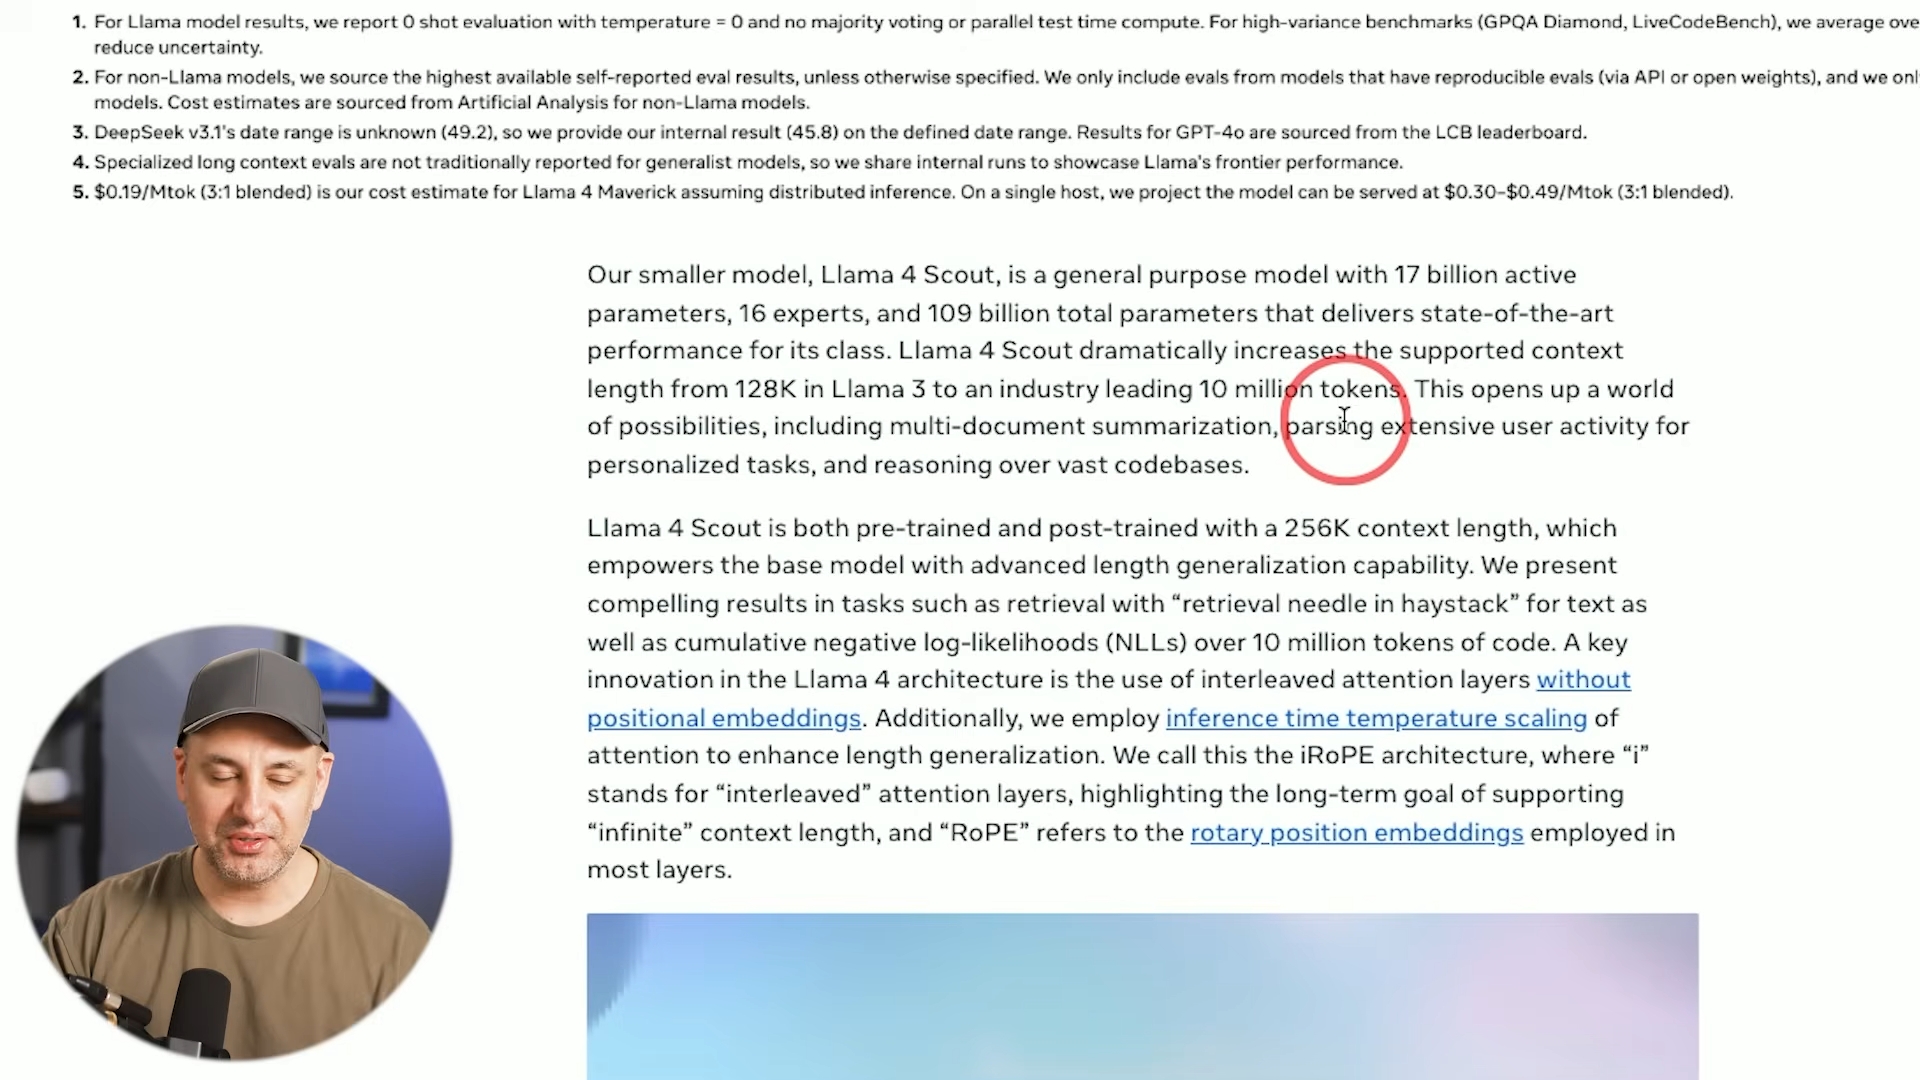 1. For Llama model results, we report 0 shot evaluation with temperature = 0 and no majority voting or parallel test time compute. For high-variance benchmarks (GPQA Diamond, LiveCodeBench), we average ove
reduce uncertainty.
2. For non-Llama models, we source the highest available self-reported eval results, unless otherwise specified. We only include evals from models that have reproducible evals (via API or open weights), and we onl
models. Cost estimates are sourced from Artificial Analysis for non-Llama models.
3. DeepSeek v3.1's date range is unknown (49.2), so we provide our internal result (45.8) on the defined date range. Results for GPT-4o are sourced from the LCB leaderboard.
4. Specialized long context evals are not traditionally reported for generalist models, so we share internal runs to showcase Llama's frontier performance.
5. $0.19/Mtok (3:1 blended) is our cost estimate for Llama 4 Maverick assuming distributed inference. On a single host, we project the model can be served at $0.30–$0.49/Mtok (3:1 blended).
Our smaller model, Llama 4 Scout, is a general purpose model with 17 billion active
parameters, 16 experts, and 109 billion total parameters that delivers state-of-the-art
performance for its class. Llama 4 Scout dramatically increases the supported context
length from 128K in Llama 3 to an industry leading 10 million tokens. This opens up a world
of possibilities, including multi-document summarization, parsing extensive user activity for
personalized tasks, and reasoning over vast codebases.
Llama 4 Scout is both pre-trained and post-trained with a 256K context length, which
empowers the base model with advanced length generalization capability. We present
compelling results in tasks such as retrieval with “retrieval needle in haystack” for text as
well as cumulative negative log-likelihoods (NLLs) over 10 million tokens of code. A key
innovation in the Llama 4 architecture is the use of interleaved attention layers without
positional embeddings. Additionally, we employ inference time temperature scaling of
attention to enhance length generalization. We call this the iRoPE architecture, where “i”
stands for “interleaved” attention layers, highlighting the long-term goal of supporting
“infinite” context length, and “RoPE” refers to the rotary position embeddings employed in
most layers.